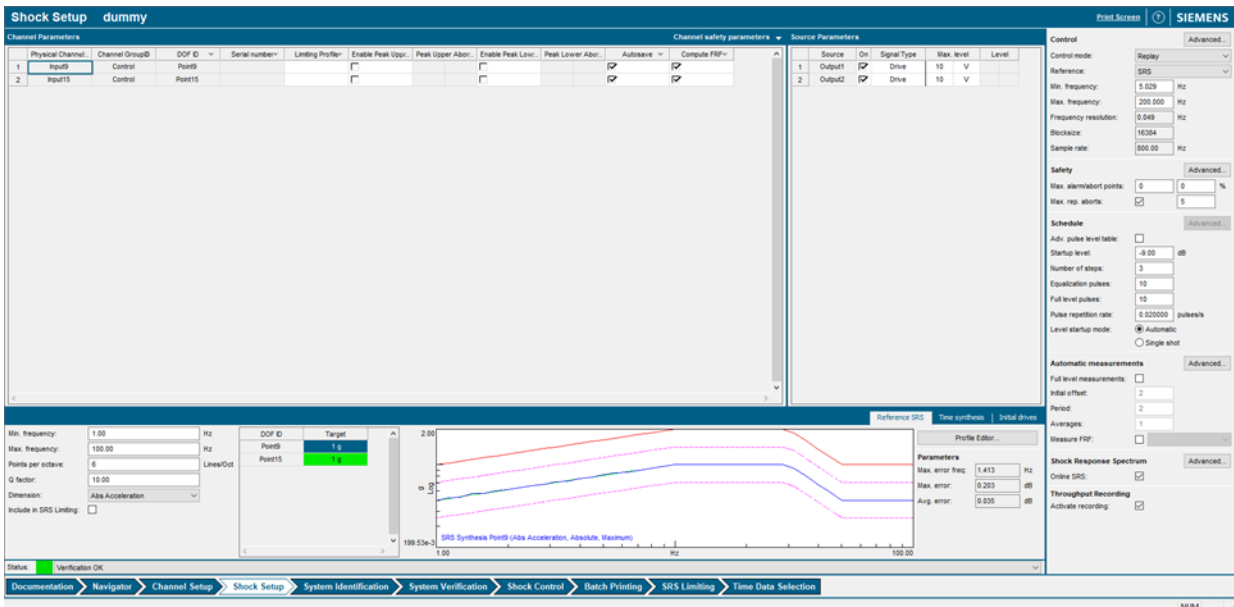 Shock Setup dummy Print Screen ? SIEMENS
Channel Parameters Channel safety parameters Source Parameters
Physical Channel... Channel GroupID DOF ID Serial number Limiting Profile Enable Peak Uppr... Peak Upper Abor... Enable Peak Lowr... Peak Lower Abor... Autosave Compute FRF
1 Input9 Control Point9
2 Input15 Control Point15
Source On Signal Type Max. level Level
1 Output1 Drive 10 V
2 Output2 Drive 10 V
Control Advanced...
Control mode: Replay
Reference: SRS
Min. frequency: 5.029 Hz
Max. frequency: 200.000 Hz
Frequency resolution: 0.049 Hz
Blocksize: 16384
Sample rate: 800.00 Hz
Safety Advanced...
Max. alarm/abort points: 0 0 %
Max. rep. aborts: 5
Schedule Advanced...
Adv. pulse level table:
Startup level: -9.00 dB
Number of steps: 3
Equalization pulses: 10
Full level pulses: 10
Pulse repetition rate: 0.020000 pulses/s
Level startup mode: Automatic
Single shot
Automatic measurements Advanced...
Full level measurements:
Initial offset: 2
Period: 2
Averages: 1
Measure FRF:
Shock Response Spectrum Advanced...
Online SRS:
Throughput Recording
Activate recording:
Reference SRS Time synthesis Initial drives
Min. frequency: 1.00 Hz
Max. frequency: 100.00 Hz
Points per octave: 6 Lines/Oct
Q factor: 10.00
Dimension: Abs Acceleration
Include in SRS Limiting:
DOF ID Target
Point9 1 g
Point15 1 g
2.00
g
Log
199.53e-3
SRS Synthesis Point9 (Abs Acceleration, Absolute, Maximum)
1.00 Hz 100.00
Profile Editor...
Parameters
Max. error freq: 1.413 Hz
Max. error: 0.203 dB
Avg. error: 0.035 dB
Status: Verification OK
Documentation Navigator Channel Setup Shock Setup System Identification System Verification Shock Control Batch Printing SRS Limiting Time Data Selection
NUM